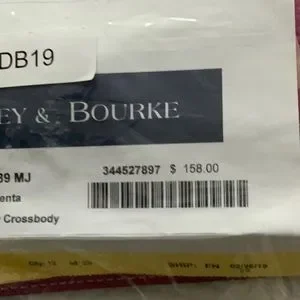 DB19
EY & BOURKE
39 MJ 344527897 $ 158.00
enta
Crossbody